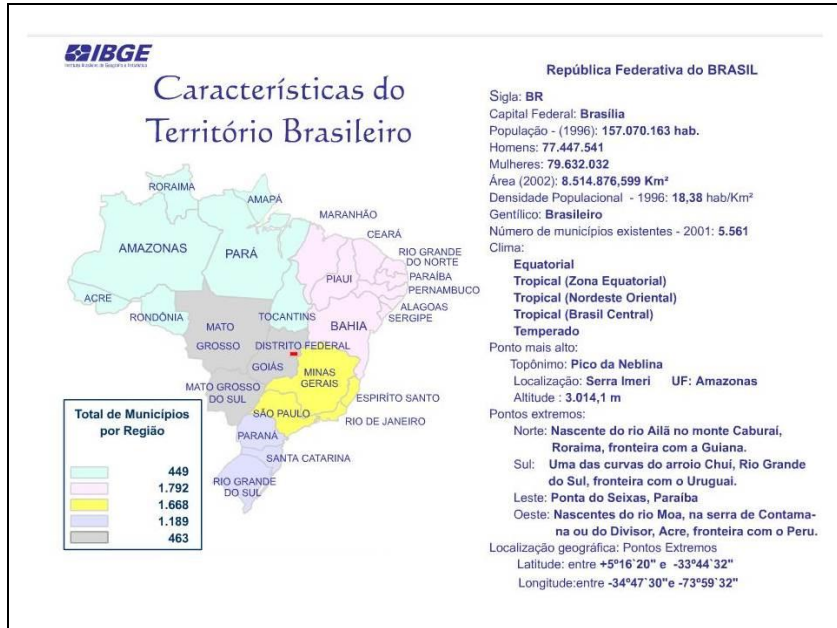 IBGE
Instituto Brasileiro de Geografia e Estatística
Características do
Território Brasileiro
RORAIMA
AMAPÁ
MARANHÃO
CEARÁ
RIO GRANDE
DO NORTE
AMAZONAS
PARÁ
PIAUI
PARAÍBA
PERNAMBUCO
ACRE
ALAGOAS
SERGIPE
RONDÔNIA
TOCANTINS
MATO
GROSSO
BAHIA
DISTRITO FEDERAL
GOIÁS
MINAS
GERAIS
MATO GROSSO
DO SUL
ESPIRÍTO SANTO
SÃO PAULO
RIO DE JANEIRO
PARANÁ
SANTA CATARINA
RIO GRANDE
DO SUL
Total de Municípios
por Região
449
1.792
1.668
1.189
463
República Federativa do BRASIL
Sigla: BR
Capital Federal: Brasília
População - (1996): 157.070.163 hab.
Homens: 77.447.541
Mulheres: 79.632.032
Área (2002): 8.514.876,599 Km²
Densidade Populacional - 1996: 18,38 hab/Km²
Gentílico: Brasileiro
Número de municípios existentes - 2001: 5.561
Clima:
Equatorial
Tropical (Zona Equatorial)
Tropical (Nordeste Oriental)
Tropical (Brasil Central)
Temperado
Ponto mais alto:
Topônimo: Pico da Neblina
Localização: Serra Imeri UF: Amazonas
Altitude : 3.014,1 m
Pontos extremos:
Norte: Nascente do rio Ailã no monte Caburaí,
Roraima, fronteira com a Guiana.
Sul: Uma das curvas do arroio Chuí, Rio Grande
do Sul, fronteira com o Uruguai.
Leste: Ponta do Seixas, Paraíba
Oeste: Nascentes do rio Moa, na serra de Contama-
na ou do Divisor, Acre, fronteira com o Peru.
Localização geográfica: Pontos Extremos
Latitude: entre +5º16`20" e -33º44`32"
Longitude:entre -34º47`30"e -73º59`32"